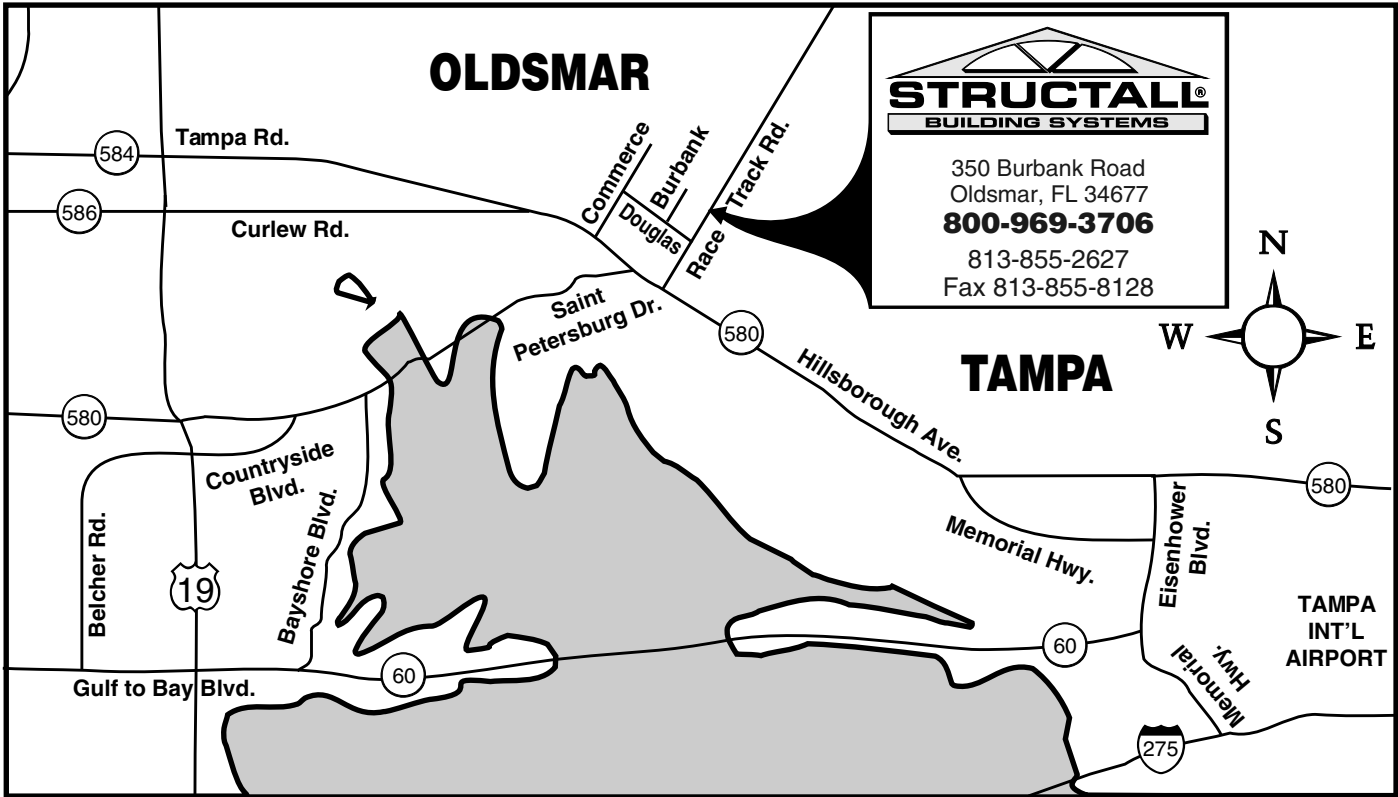 OLDSMAR
STRUCTALL®
BUILDING SYSTEMS
350 Burbank Road
Oldsmar, FL 34677
800-969-3706
813-855-2627
Fax 813-855-8128
584
Tampa Rd.
586
Curlew Rd.
Commerce
Burbank
Douglas
Race Track Rd.
Saint
Petersburg Dr.
580
Hillsborough Ave.
TAMPA
N
W
E
S
580
Countryside
Blvd.
Bayshore Blvd.
Belcher Rd.
19
Gulf to Bay Blvd.
60
60
Memorial Hwy.
Eisenhower
Blvd.
580
TAMPA
INT'L
AIRPORT
Memorial
Hwy.
275